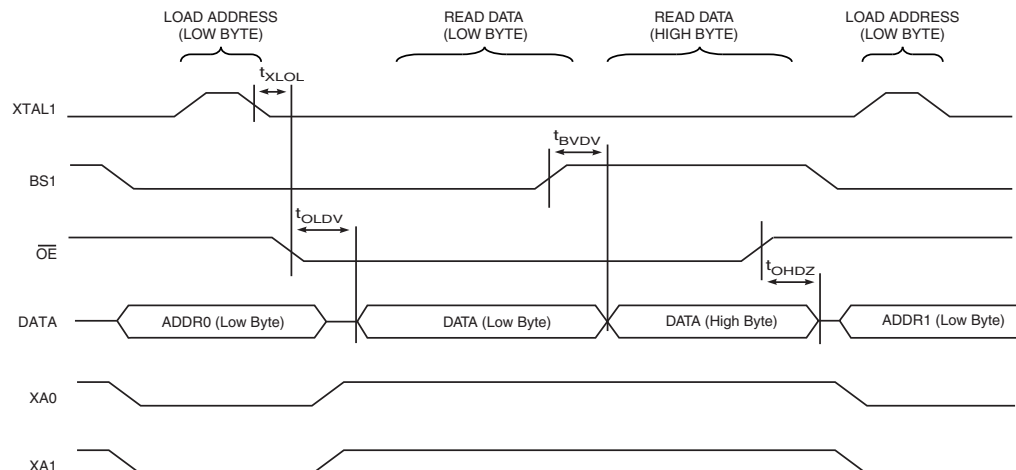 LOAD ADDRESS
(LOW BYTE)
READ DATA
(LOW BYTE)
READ DATA
(HIGH BYTE)
LOAD ADDRESS
(LOW BYTE)
tXLOL
XTAL1
tBVDV
BS1
tOLDV
OE
tOHDZ
DATA
ADDR0 (Low Byte)
DATA (Low Byte)
DATA (High Byte)
ADDR1 (Low Byte)
XA0
XA1